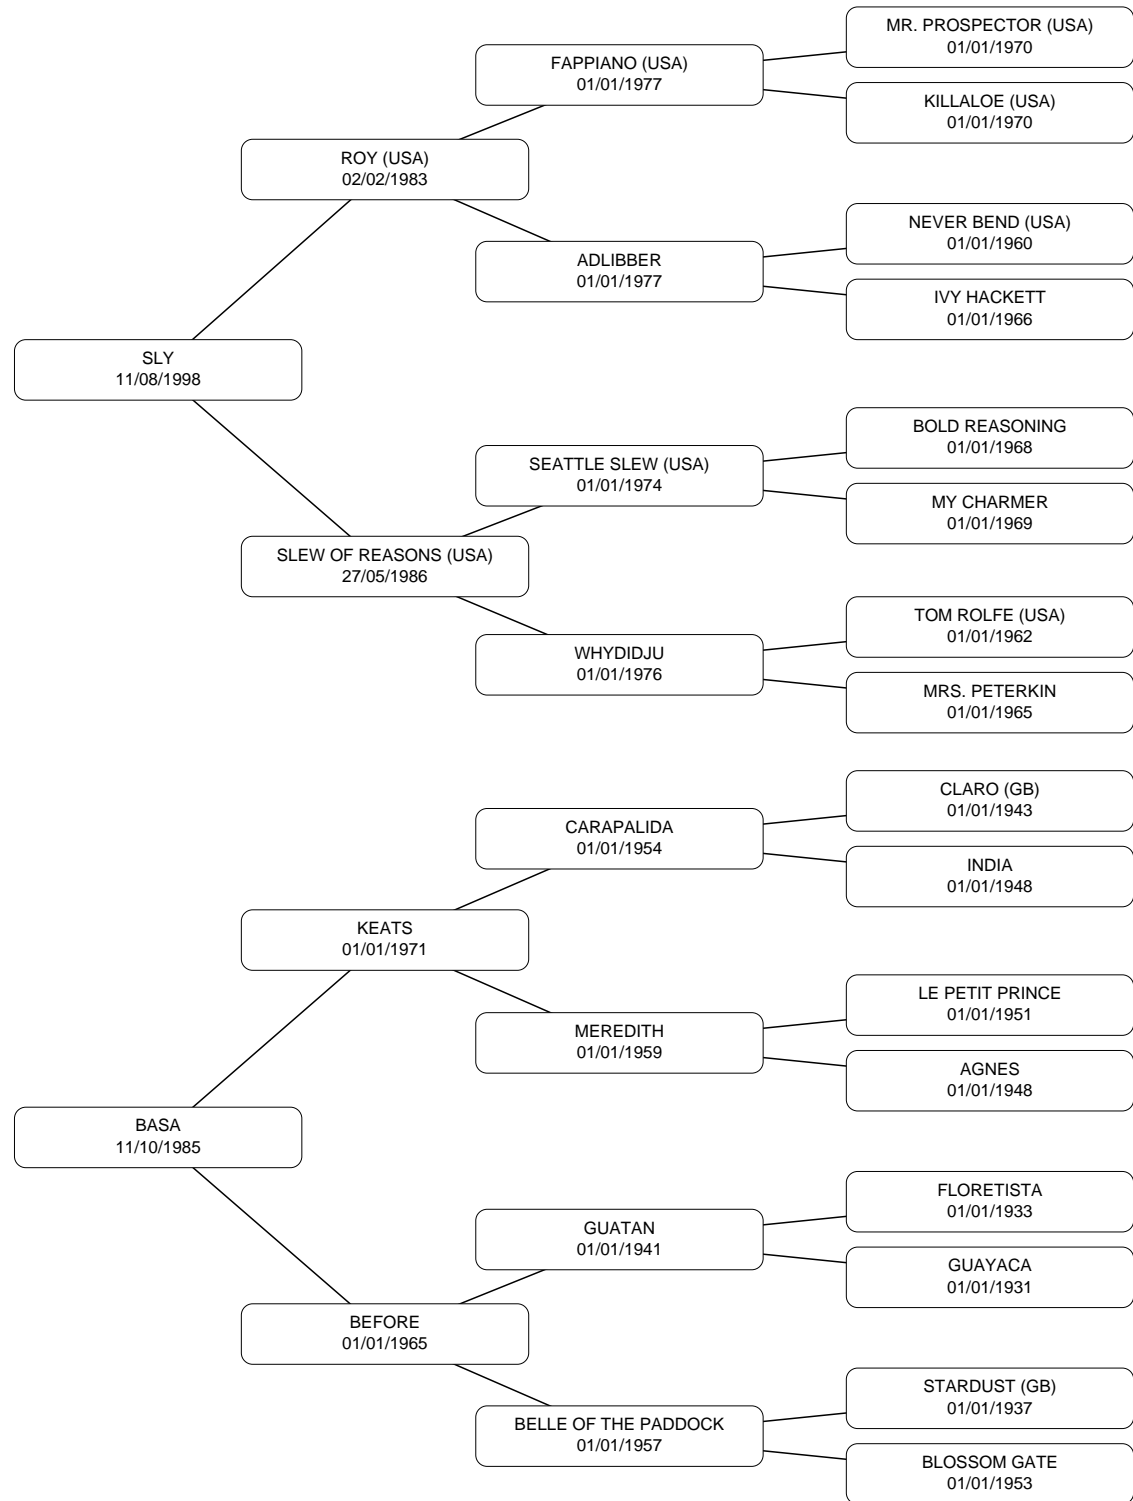 MR. PROSPECTOR (USA)
01/01/1970
FAPPIANO (USA)
01/01/1977
KILLALOE (USA)
01/01/1970
ROY (USA)
02/02/1983
NEVER BEND (USA)
01/01/1960
ADLIBBER
01/01/1977
IVY HACKETT
01/01/1966
SLY
11/08/1998
BOLD REASONING
01/01/1968
SEATTLE SLEW (USA)
01/01/1974
MY CHARMER
01/01/1969
SLEW OF REASONS (USA)
27/05/1986
TOM ROLFE (USA)
01/01/1962
WHYDIDJU
01/01/1976
MRS. PETERKIN
01/01/1965
CLARO (GB)
01/01/1943
CARAPALIDA
01/01/1954
INDIA
01/01/1948
KEATS
01/01/1971
LE PETIT PRINCE
01/01/1951
MEREDITH
01/01/1959
AGNES
01/01/1948
BASA
11/10/1985
FLORETISTA
01/01/1933
GUATAN
01/01/1941
GUAYACA
01/01/1931
BEFORE
01/01/1965
STARDUST (GB)
01/01/1937
BELLE OF THE PADDOCK
01/01/1957
BLOSSOM GATE
01/01/1953